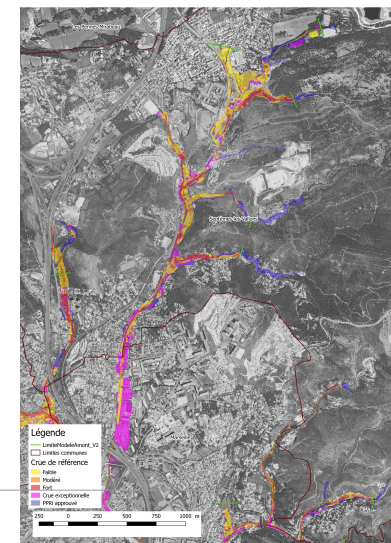 Les Pennes-Mirabeau
Septèmes-les-Vallons
Marseille
Légende
LimiteModeleAmont_V2
Limites communes
Crue de référence
Faible
Modéré
Fort
Crue exceptionnelle
PPRi approuvé
250 0 250 500 750 1000 m